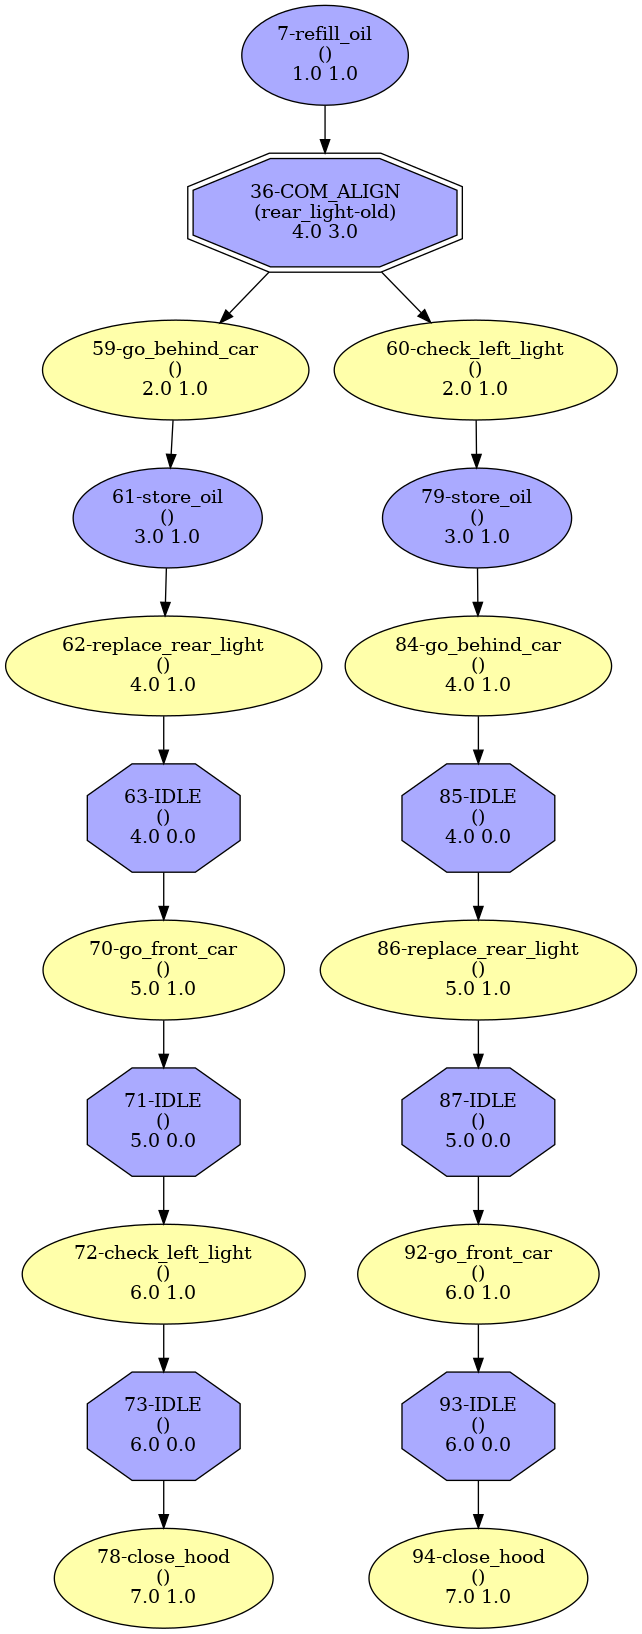 7-refill_oil
()
1.0 1.0
36-COM_ALIGN
(rear_light-old)
4.0 3.0
59-go_behind_car
()
2.0 1.0
60-check_left_light
()
2.0 1.0
61-store_oil
()
3.0 1.0
79-store_oil
()
3.0 1.0
62-replace_rear_light
()
4.0 1.0
84-go_behind_car
()
4.0 1.0
63-IDLE
()
4.0 0.0
85-IDLE
()
4.0 0.0
70-go_front_car
()
5.0 1.0
86-replace_rear_light
()
5.0 1.0
71-IDLE
()
5.0 0.0
87-IDLE
()
5.0 0.0
72-check_left_light
()
6.0 1.0
92-go_front_car
()
6.0 1.0
73-IDLE
()
6.0 0.0
93-IDLE
()
6.0 0.0
78-close_hood
()
7.0 1.0
94-close_hood
()
7.0 1.0